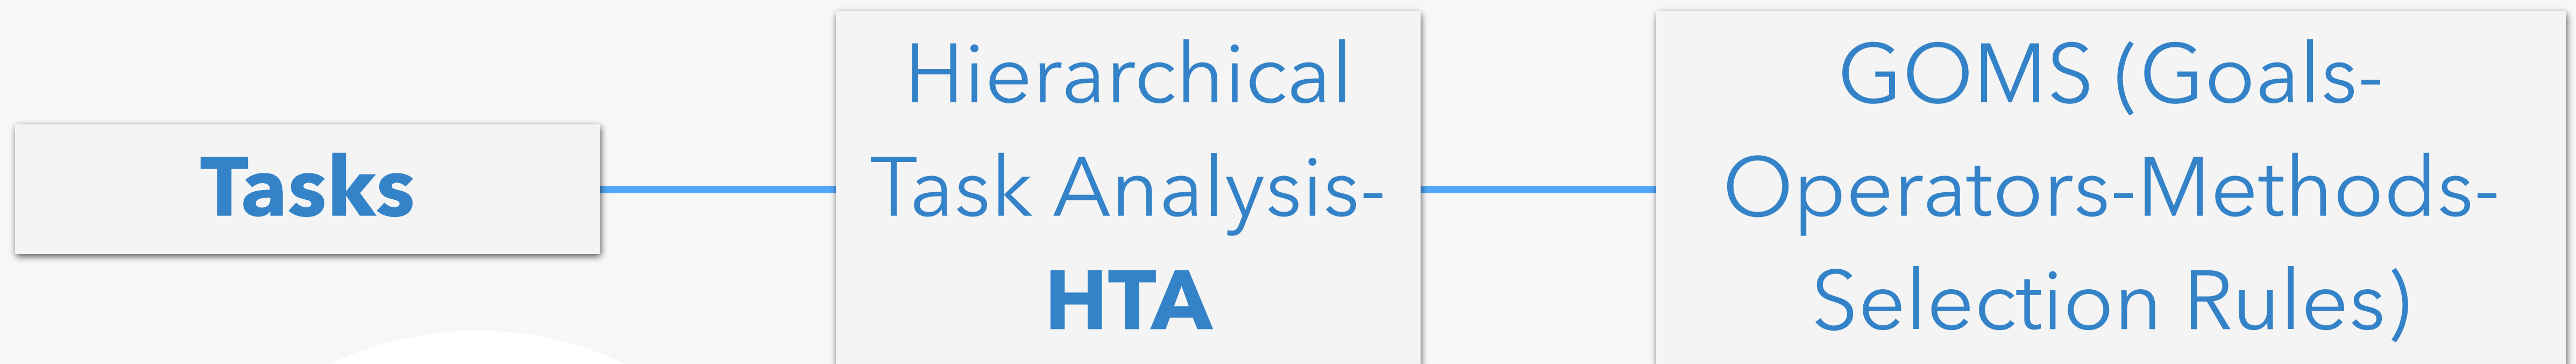 Tasks
Hierarchical
Task Analysis-
HTA
GOMS (Goals-
Operators-Methods-
Selection Rules)